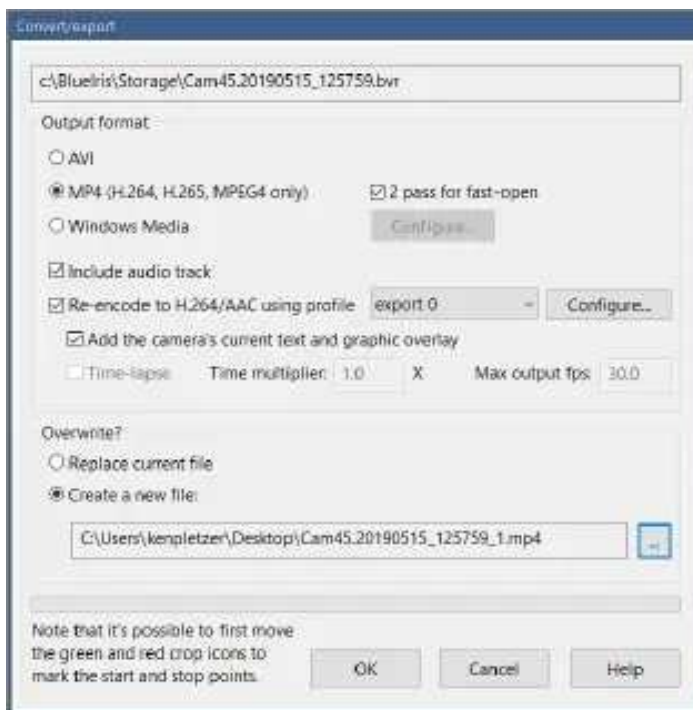 Convert/export
c:\BlueIris\Storage\Cam45.20190515_125759.bvr
Output format
AVI
MP4 (H.264, H.265, MPEG4 only) 2 pass for fast-open
Windows Media Configure...
Include audio track
Re-encode to H.264/AAC using profile export 0 Configure...
Add the camera's current text and graphic overlay
Time-lapse Time multiplier: 1.0 X Max output fps: 30.0
Overwrite?
Replace current file
Create a new file:
C:\Users\kenpletzer\Desktop\Cam45.20190515_125759_1.mp4 ...
Note that it's possible to first move
the green and red crop icons to
mark the start and stop points.
OK Cancel Help